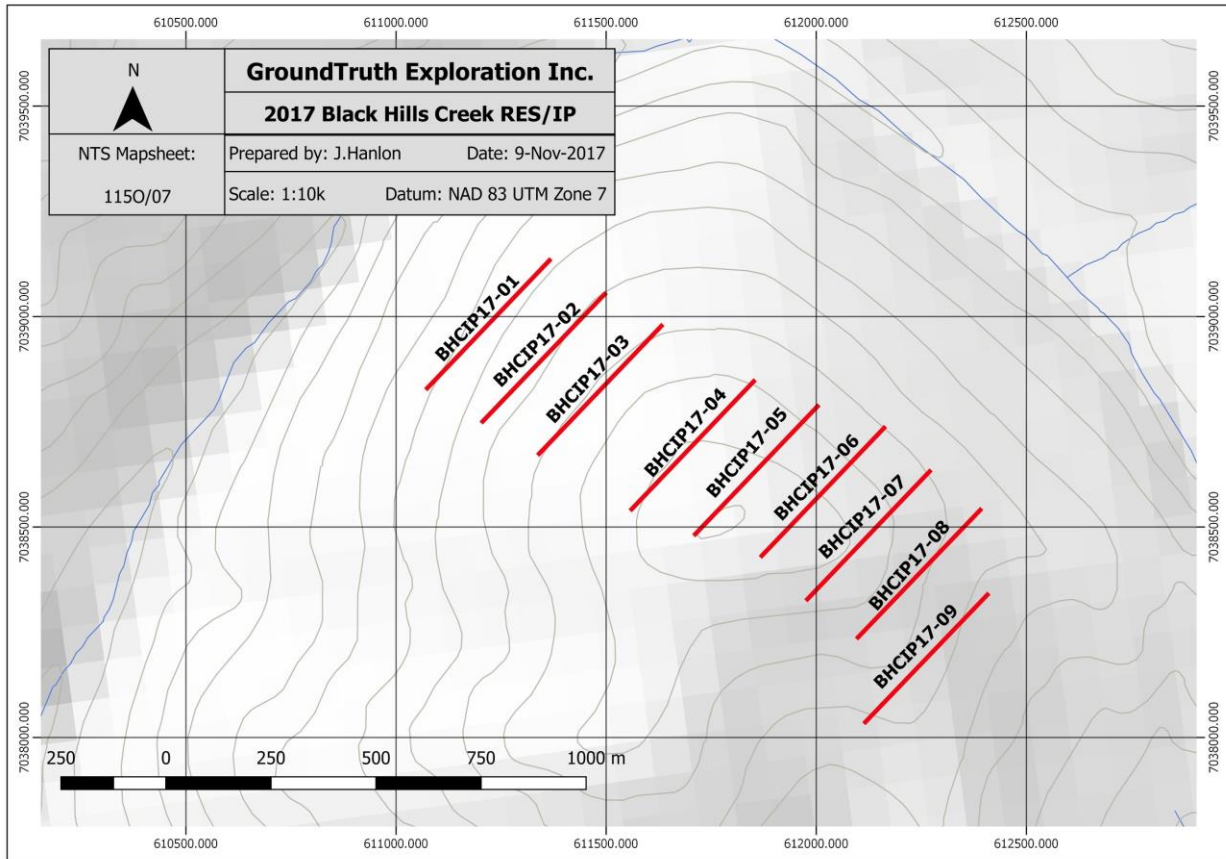 610500.000 611000.000 611500.000 612000.000 612500.000
N
GroundTruth Exploration Inc.
2017 Black Hills Creek RES/IP
NTS Mapsheet:
115O/07
Prepared by: J.Hanlon Date: 9-Nov-2017
Scale: 1:10k Datum: NAD 83 UTM Zone 7
7039500.000 7039500.000
7039000.000 7039000.000
7038500.000 7038500.000
7038000.000 7038000.000
BHCIP17-01
BHCIP17-02
BHCIP17-03
BHCIP17-04
BHCIP17-05
BHCIP17-06
BHCIP17-07
BHCIP17-08
BHCIP17-09
250 0 250 500 750 1000 m
610500.000 611000.000 611500.000 612000.000 612500.000